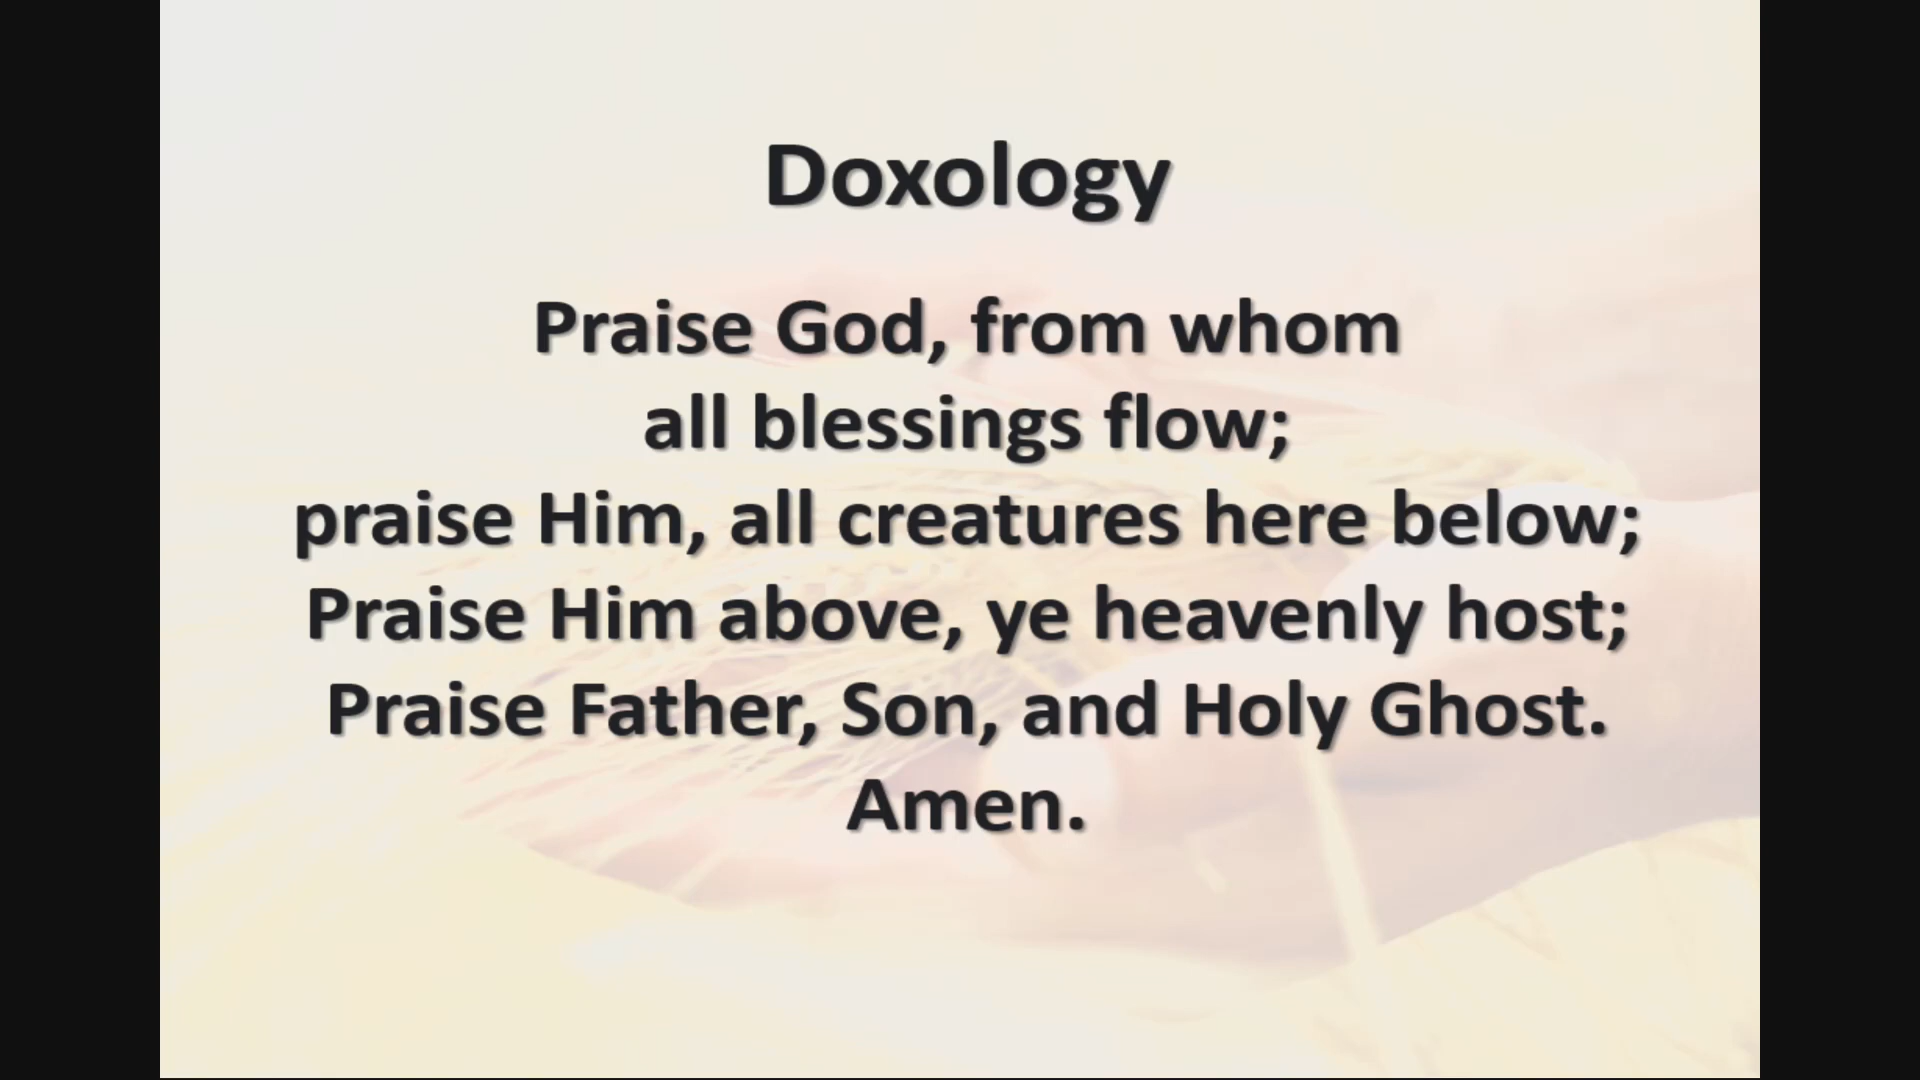 Doxology
Praise God, from whom
all blessings flow;
praise Him, all creatures here below;
Praise Him above, ye heavenly host;
Praise Father, Son, and Holy Ghost.
Amen.